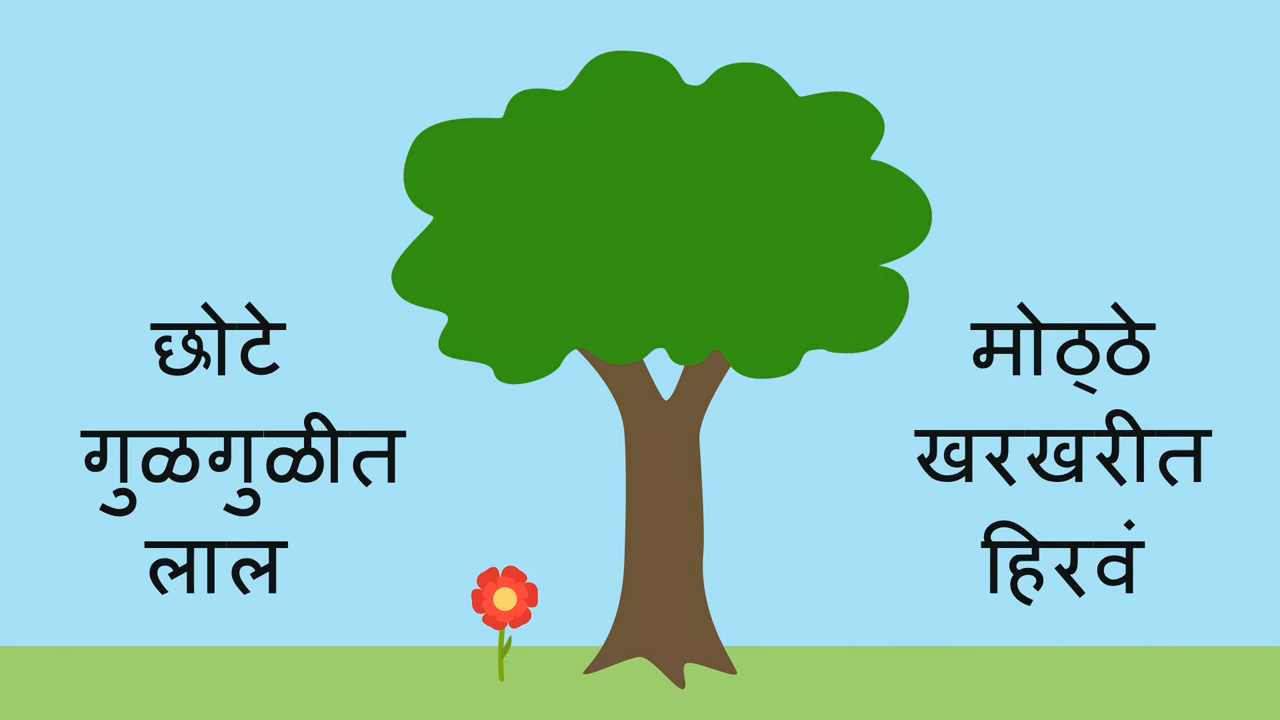 छोटे
गुळगुळीत
लाल
मोठ्ठे
खरखरीत
हिरवं